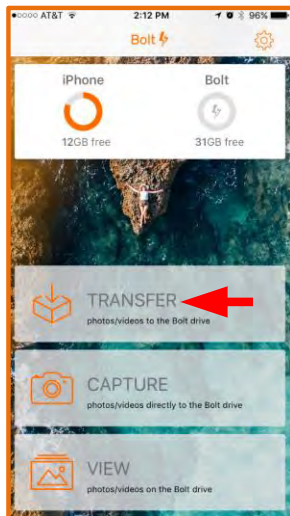 AT&T 2:12 PM 96%
Bolt
iPhone Bolt
12GB free 31GB free
TRANSFER
photos/videos to the Bolt drive
CAPTURE
photos/videos directly to the Bolt drive
VIEW
photos/videos on the Bolt drive